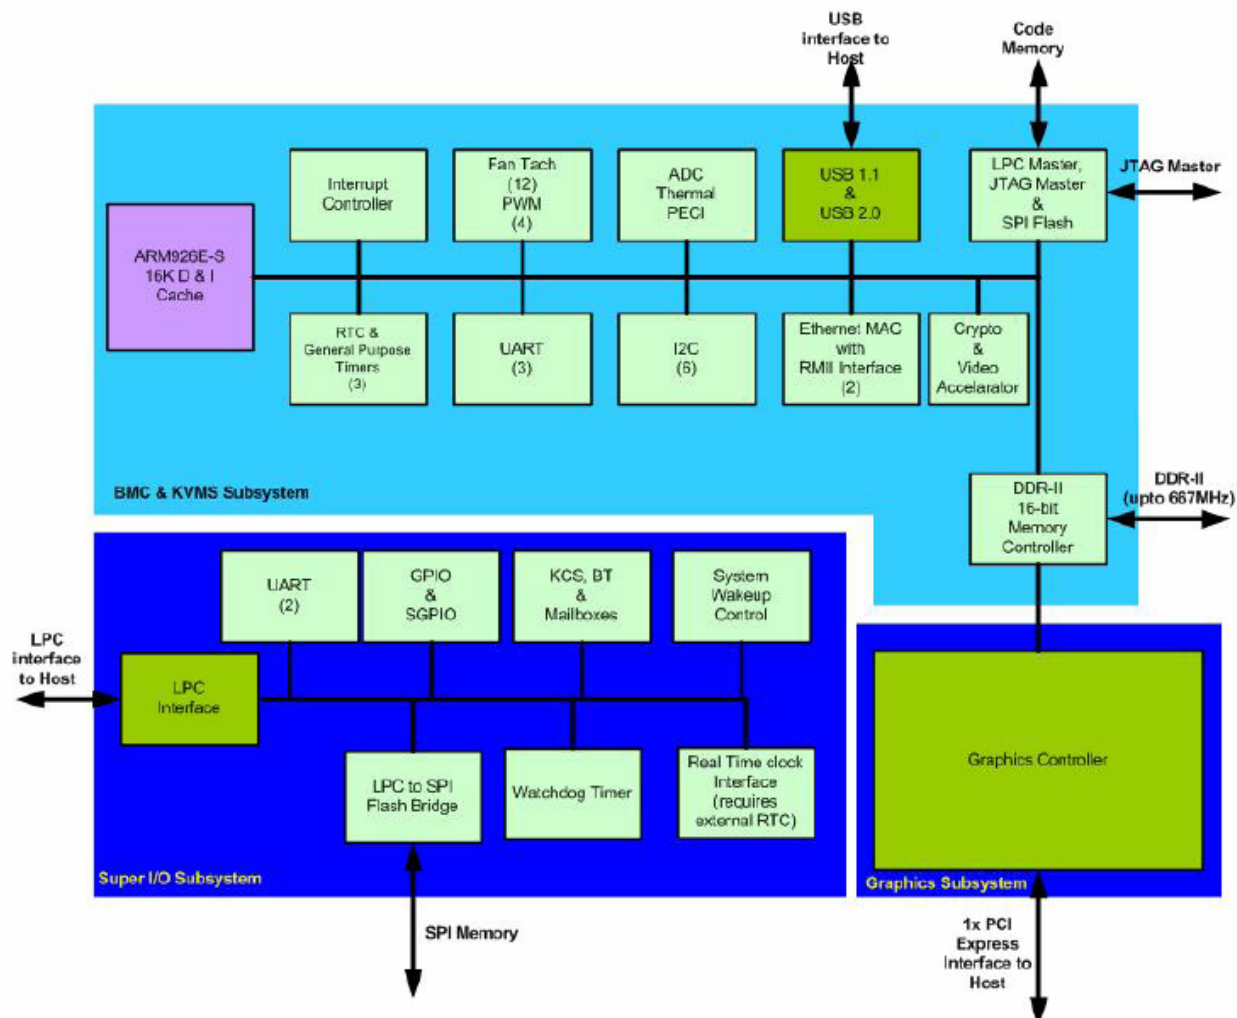 USB
interface to
Host
Code
Memory
Interrupt
Controller
Fan Tach
(12)
PWM
(4)
ADC
Thermal
PECI
USB 1.1
&
USB 2.0
LPC Master,
JTAG Master
&
SPI Flash
JTAG Master
ARM926E-S
16K D & I
Cache
RTC &
General Purpose
Timers
(3)
UART
(3)
I2C
(6)
Ethernet MAC
with
RMII Interface
(2)
Crypto
&
Video
Accelarator
BMC & KVMS Subsystem
DDR-II
16-bit
Memory
Controller
DDR-II
(upto 667MHz)
UART
(2)
GPIO
&
SGPIO
KCS, BT
&
Mailboxes
System
Wakeup
Control
LPC
interface
to Host
LPC
Interface
LPC to SPI
Flash Bridge
Watchdog Timer
Real Time clock
Interface
(requires
external RTC)
Super I/O Subsystem
SPI Memory
Graphics Controller
Graphics Subsystem
1x PCI
Express
Interface to
Host